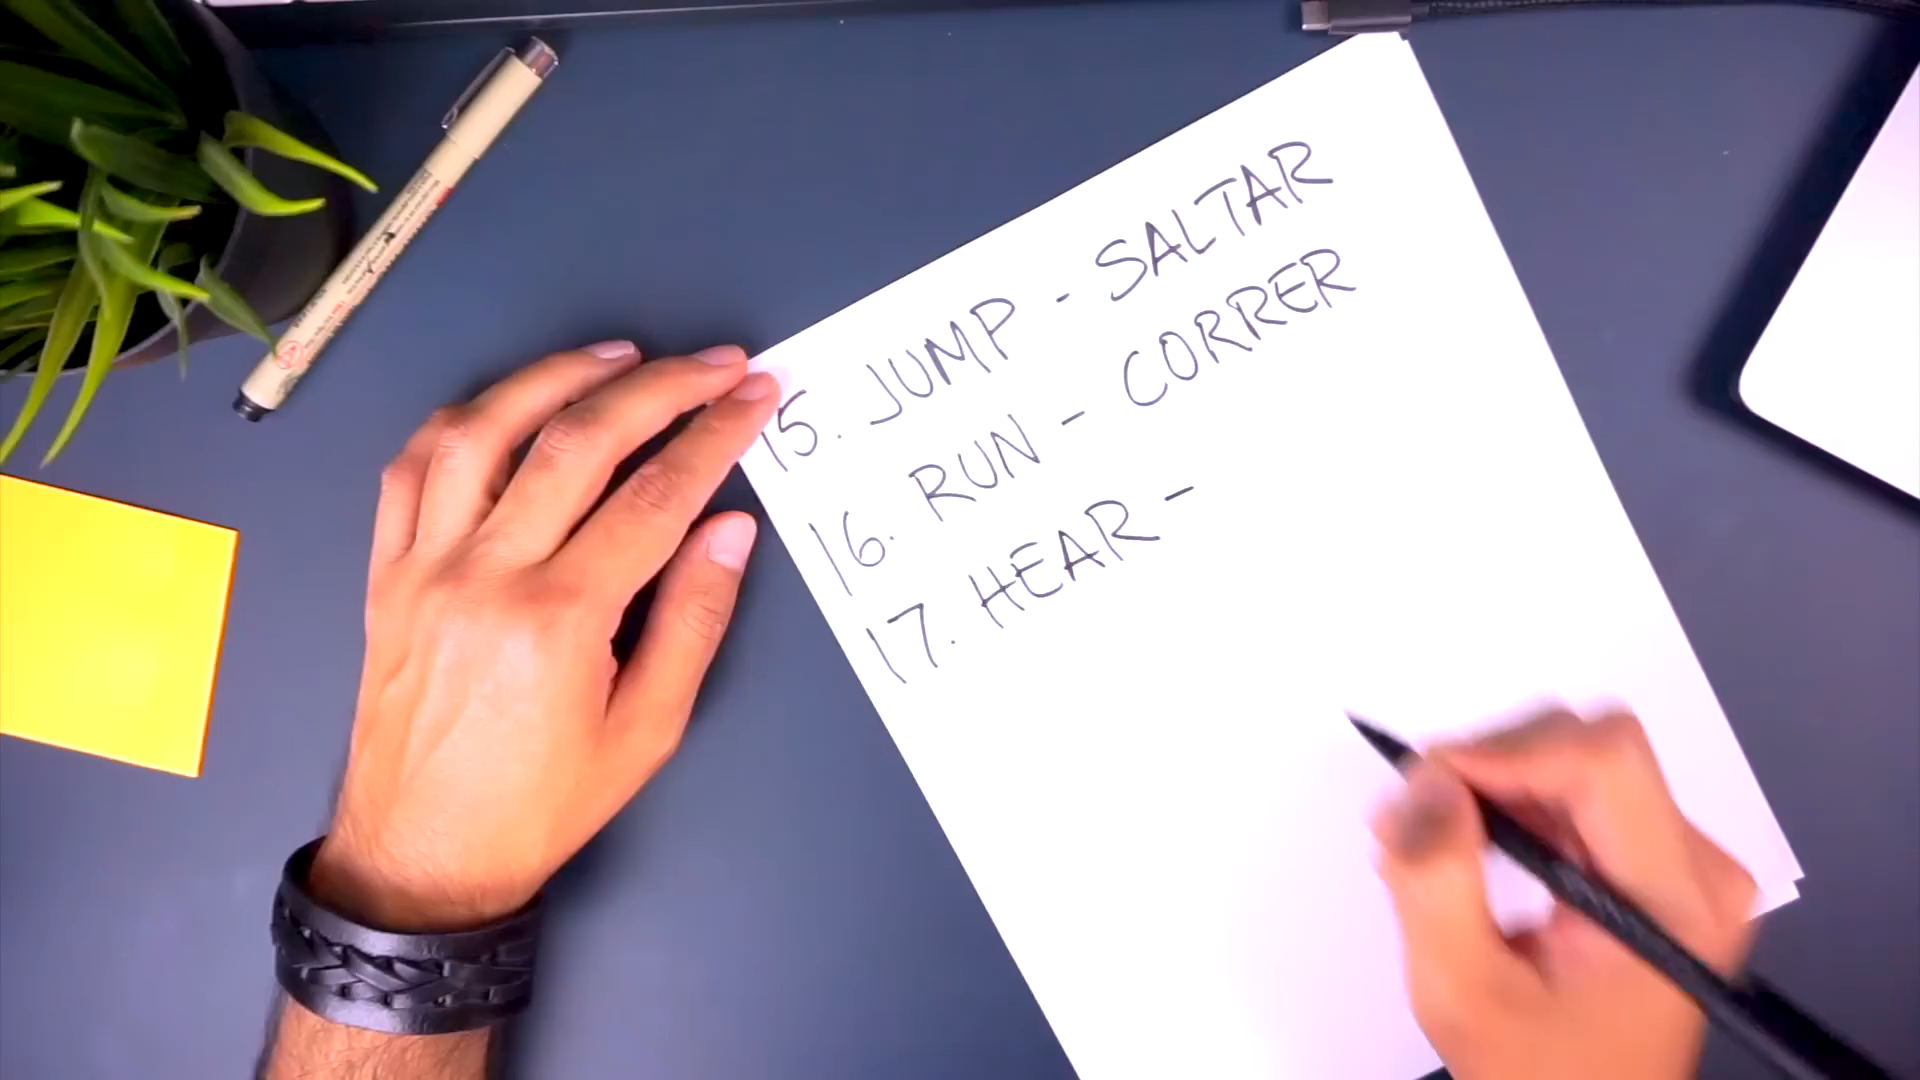 15. JUMP - SALTAR
16. RUN - CORRER
17. HEAR -